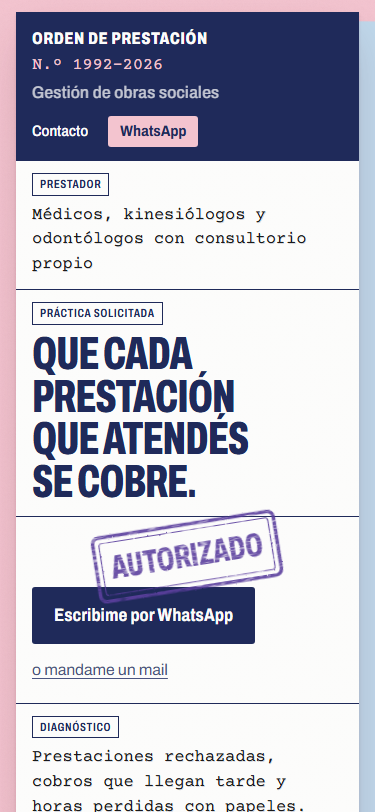 ORDEN DE PRESTACIÓN
N.º 1992-2026
Gestión de obras sociales
Contacto
WhatsApp
PRESTADOR
Médicos, kinesiólogos y
odontólogos con consultorio
propio
PRÁCTICA SOLICITADA
QUE CADA
PRESTACIÓN
QUE ATENDÉS
SE COBRE.
AUTORIZADO
Escribime por WhatsApp
o mandame un mail
DIAGNÓSTICO
Prestaciones rechazadas,
cobros que llegan tarde y
horas perdidas con papeles.